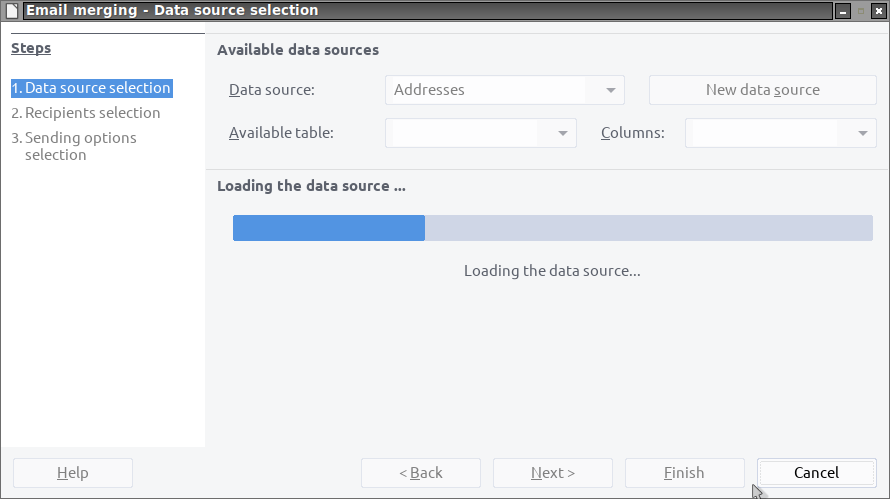 Email merging - Data source selection
Steps
1. Data source selection
2. Recipients selection
3. Sending options
selection
Available data sources
Data source: Addresses New data source
Available table: Columns:
Loading the data source ...
Loading the data source...
Help < Back Next > Finish Cancel